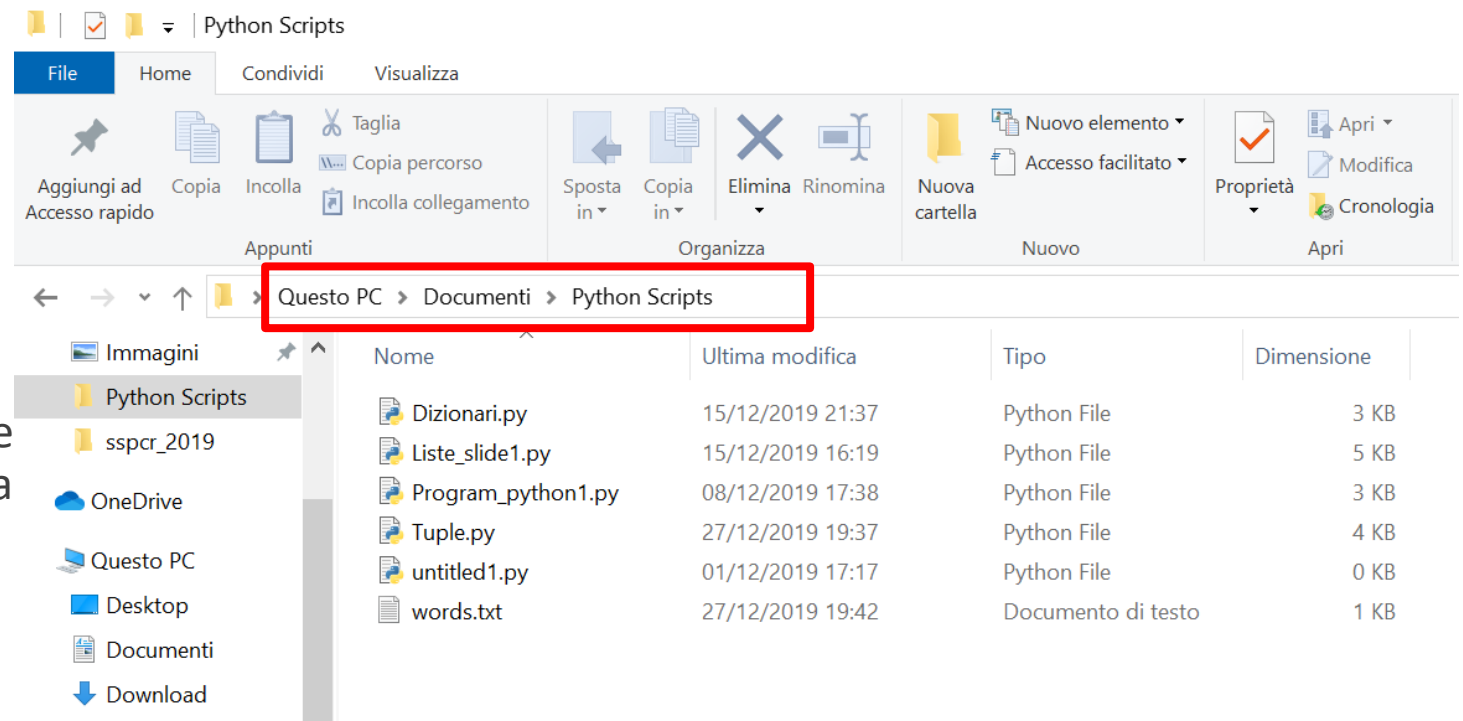 Python Scripts
File Home Condividi Visualizza
Aggiungi ad
Accesso rapido
Copia
Incolla
Taglia
W... Copia percorso
Incolla collegamento
Appunti
Sposta
in
Copia
in
Elimina
Rinomina
Organizza
Nuova
cartella
Nuovo elemento
Accesso facilitato
Nuovo
Proprietà
Apri
Modifica
Cronologia
Apri
Questo PC > Documenti > Python Scripts
e
a
Immagini
Python Scripts
sspcr_2019
OneDrive
Questo PC
Desktop
Documenti
Download
Nome Ultima modifica Tipo Dimensione
Dizionari.py 15/12/2019 21:37 Python File 3 KB
Liste_slide1.py 15/12/2019 16:19 Python File 5 KB
Program_python1.py 08/12/2019 17:38 Python File 3 KB
Tuple.py 27/12/2019 19:37 Python File 4 KB
untitled1.py 01/12/2019 17:17 Python File 0 KB
words.txt 27/12/2019 19:42 Documento di testo 1 KB